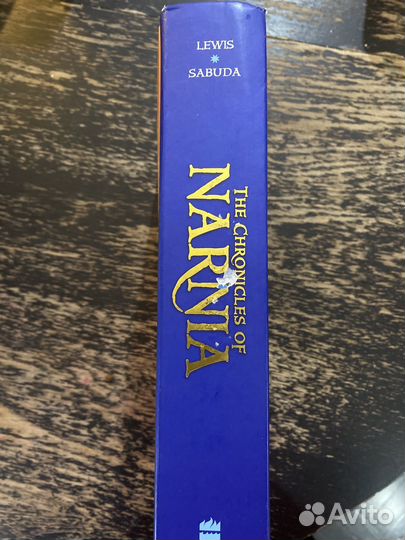 LEWIS
SABUDA
THE CHRONICLES OF
NARNIA
Avito